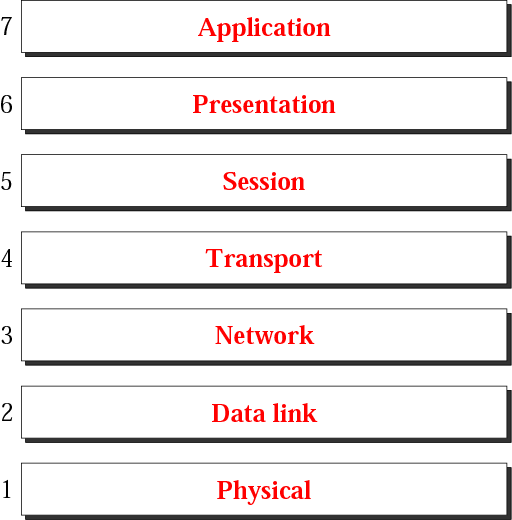 7 Application
6 Presentation
5 Session
4 Transport
3 Network
2 Data link
1 Physical